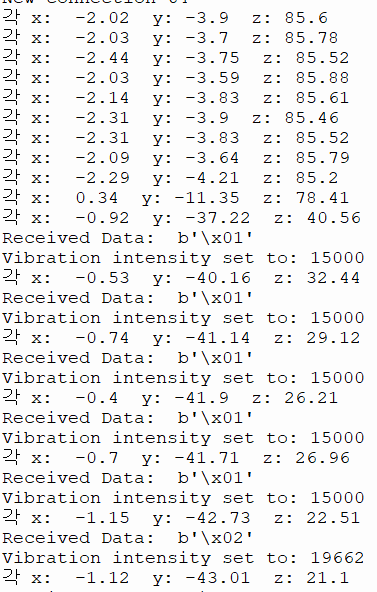 각 x:  -2.02  y: -3.9  z: 85.6
각 x:  -2.03  y: -3.7  z: 85.78
각 x:  -2.44  y: -3.75  z: 85.52
각 x:  -2.03  y: -3.59  z: 85.88
각 x:  -2.14  y: -3.83  z: 85.61
각 x:  -2.31  y: -3.9  z: 85.46
각 x:  -2.31  y: -3.83  z: 85.52
각 x:  -2.09  y: -3.64  z: 85.79
각 x:  -2.29  y: -4.21  z: 85.2
각 x:  0.34  y: -11.35  z: 78.41
각 x:  -0.92  y: -37.22  z: 40.56
Received Data:  b'\x01'
Vibration intensity set to: 15000
각 x:  -0.53  y: -40.16  z: 32.44
Received Data:  b'\x01'
Vibration intensity set to: 15000
각 x:  -0.74  y: -41.14  z: 29.12
Received Data:  b'\x01'
Vibration intensity set to: 15000
각 x:  -0.4  y: -41.9  z: 26.21
Received Data:  b'\x01'
Vibration intensity set to: 15000
각 x:  -0.7  y: -41.71  z: 26.96
Received Data:  b'\x01'
Vibration intensity set to: 15000
각 x:  -1.15  y: -42.73  z: 22.51
Received Data:  b'\x02'
Vibration intensity set to: 19662
각 x:  -1.12  y: -43.01  z: 21.1